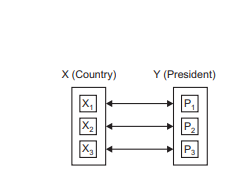 X (Country) Y (President)
X1 P1
X2 P2
X3 P3